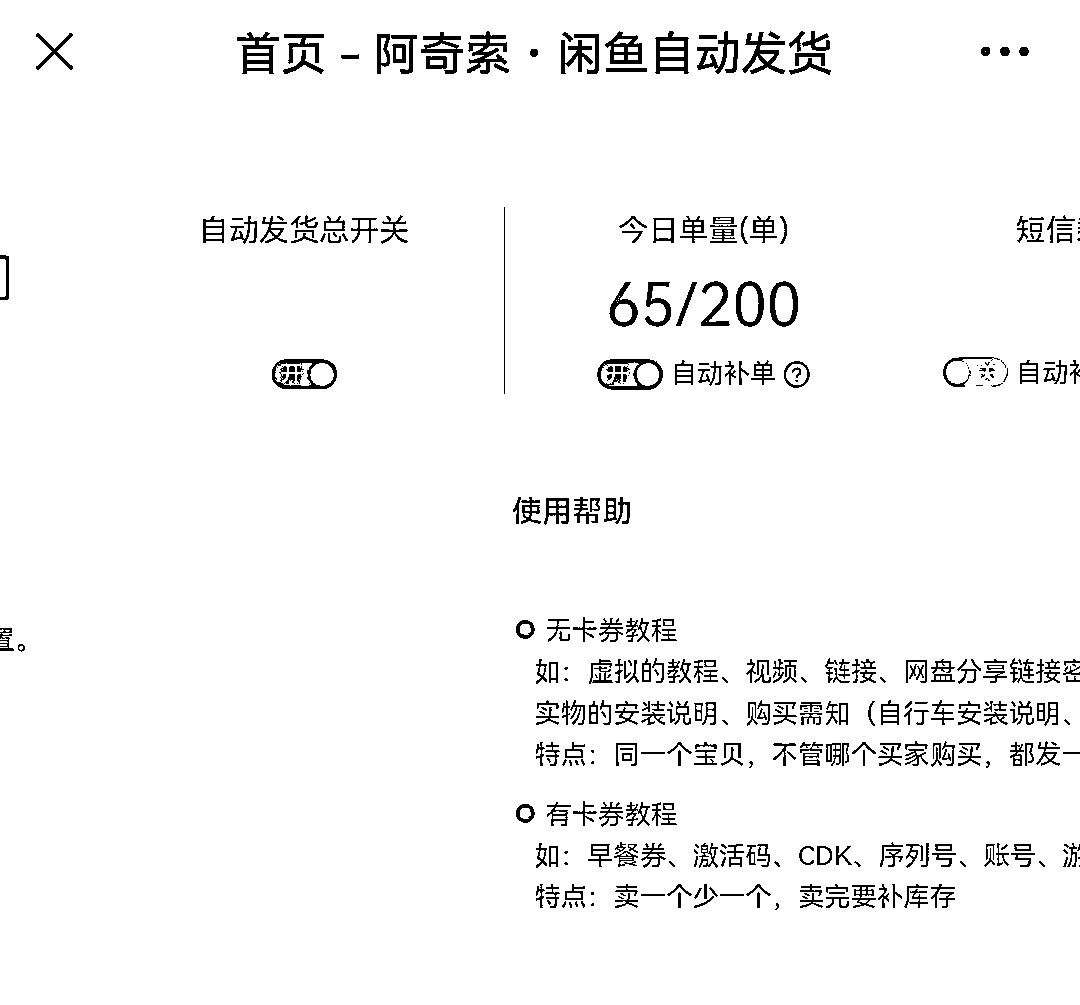 首页 – 阿奇索·闲鱼自动发货
自动发货总开关
今日单量(单)
短信
65/200
开
开 自动补单 ?
关 自动补
使用帮助
置。
无卡券教程
如：虚拟的教程、视频、链接、网盘分享链接密
实物的安装说明、购买需知（自行车安装说明、
特点：同一个宝贝，不管哪个买家购买，都发一
有卡券教程
如：早餐券、激活码、CDK、序列号、账号、游
特点：卖一个少一个，卖完要补库存